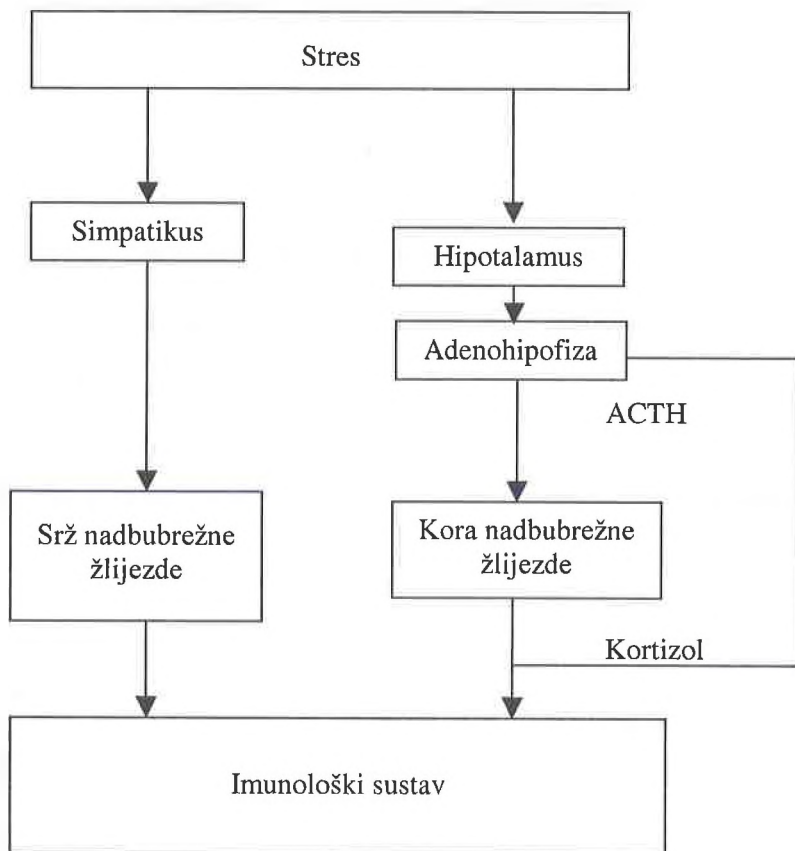 Stres
Simpatikus
Hipotalamus
Adenohipofiza
ACTH
Srž nadbubrežne
žlijezde
Kora nadbubrežne
žlijezde
Kortizol
Imunološki sustav